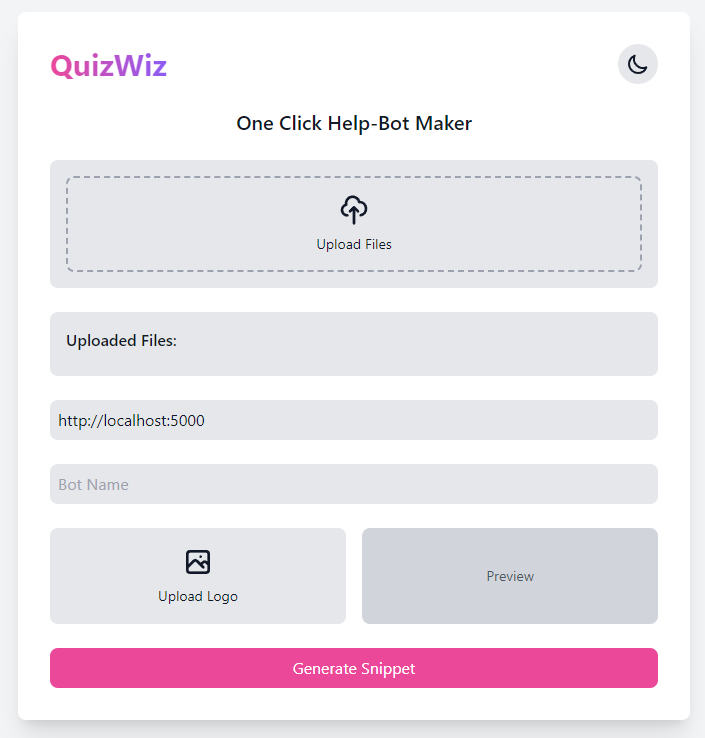 QuizWiz
One Click Help-Bot Maker
Upload Files
Uploaded Files:
http://localhost:5000
Bot Name
Upload Logo
Preview
Generate Snippet